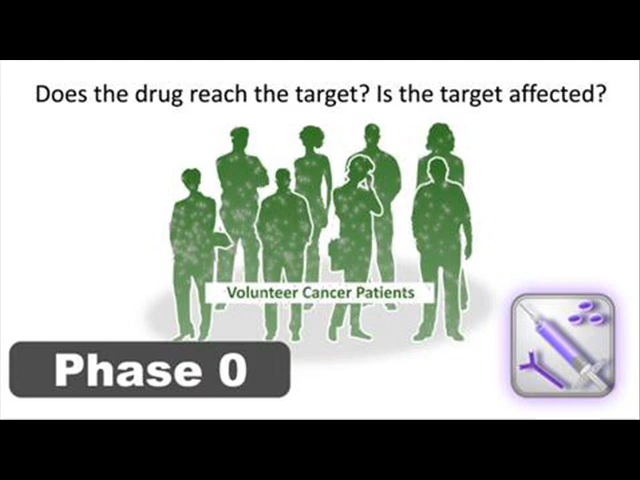 Does the drug reach the target? Is the target affected?
Volunteer Cancer Patients
Phase 0